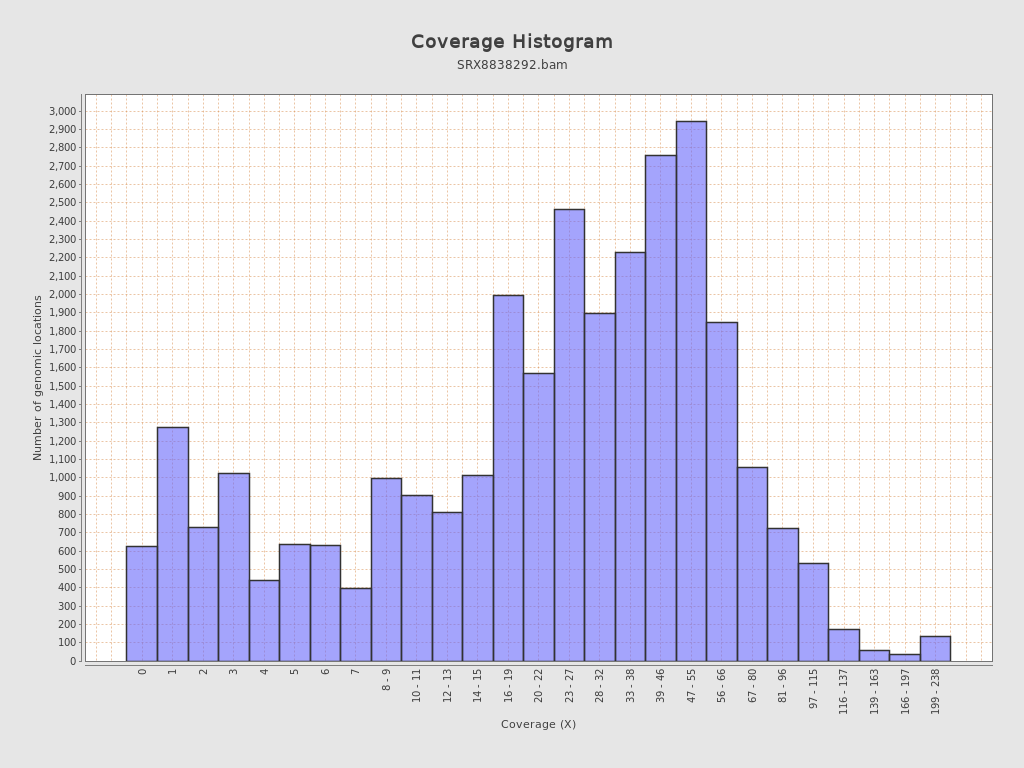 Coverage Histogram
SRX8838292.bam
Number of genomic locations
3,000
2,900
2,800
2,700
2,600
2,500
2,400
2,300
2,200
2,100
2,000
1,900
1,800
1,700
1,600
1,500
1,400
1,300
1,200
1,100
1,000
900
800
700
600
500
400
300
200
100
0
0
1
2
3
4
5
6
7
8 - 9
10 - 11
12 - 13
14 - 15
16 - 19
20 - 22
23 - 27
28 - 32
33 - 38
39 - 46
47 - 55
56 - 66
67 - 80
81 - 96
97 - 115
116 - 137
139 - 163
166 - 197
199 - 238
Coverage (X)